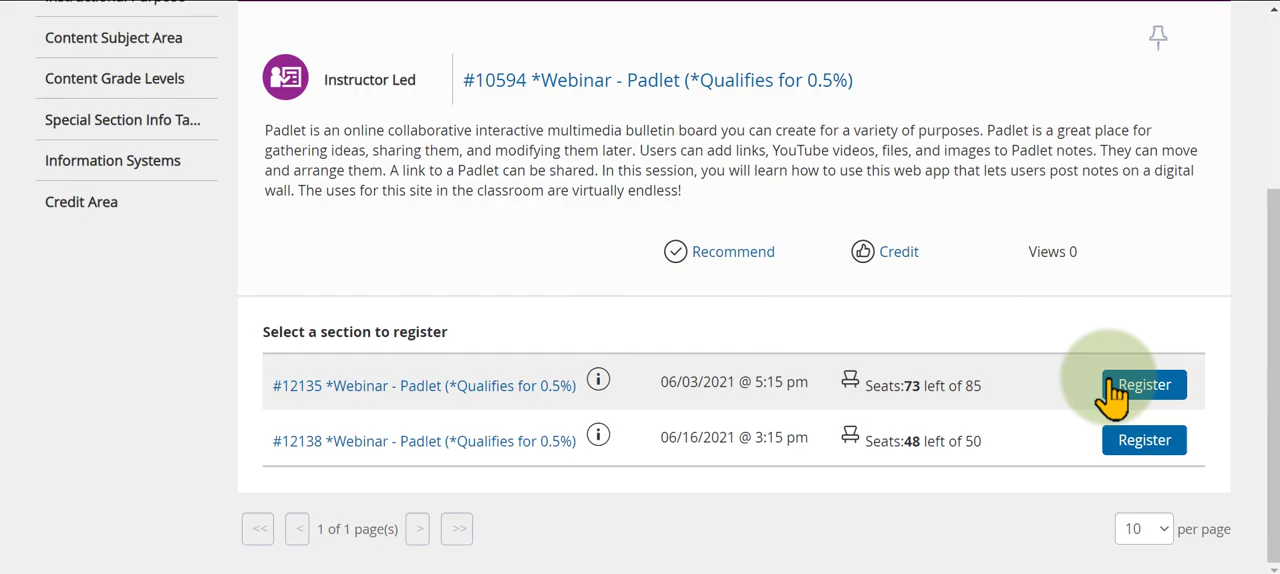 Content Subject Area
Content Grade Levels
Special Section Info Ta...
Information Systems
Credit Area
Instructor Led
#10594 *Webinar - Padlet (*Qualifies for 0.5%)
Padlet is an online collaborative interactive multimedia bulletin board you can create for a variety of purposes. Padlet is a great place for
gathering ideas, sharing them, and modifying them later. Users can add links, YouTube videos, files, and images to Padlet notes. They can move
and arrange them. A link to a Padlet can be shared. In this session, you will learn how to use this web app that lets users post notes on a digital
wall. The uses for this site in the classroom are virtually endless!
Recommend
Credit
Views 0
Select a section to register
#12135 *Webinar - Padlet (*Qualifies for 0.5%) 06/03/2021 @ 5:15 pm Seats:73 left of 85 Register
#12138 *Webinar - Padlet (*Qualifies for 0.5%) 06/16/2021 @ 3:15 pm Seats:48 left of 50 Register
<< < 1 of 1 page(s) > >> 10 per page